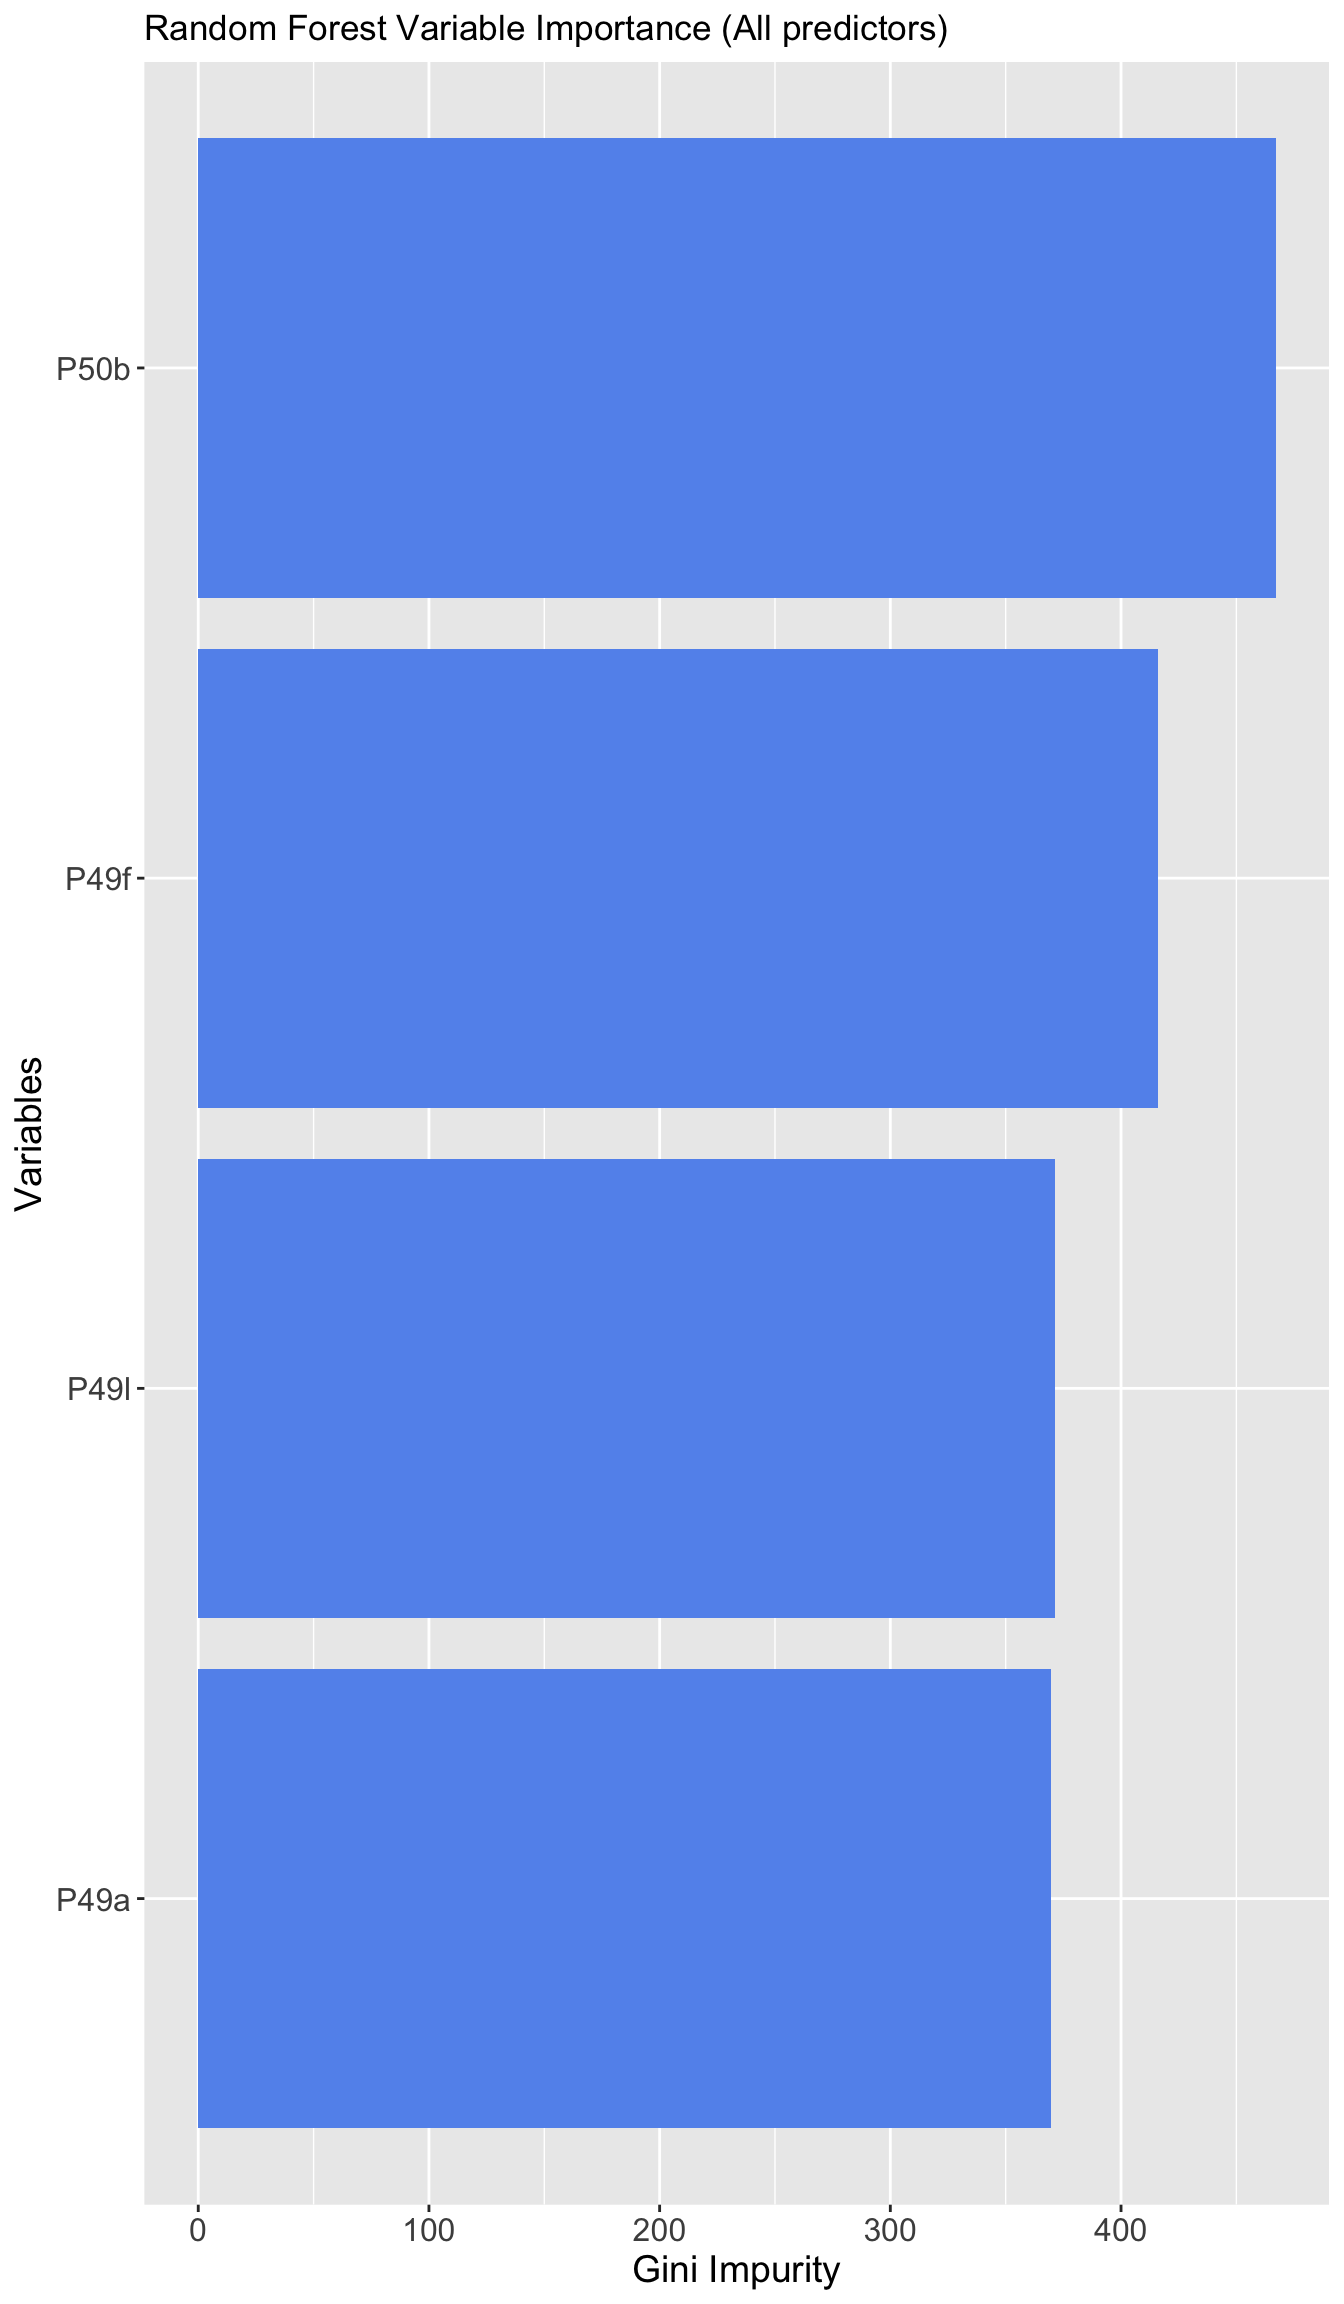 Random Forest Variable Importance (All predictors)
P50b
P49f
P49l
P49a
Variables
0 100 200 300 400
Gini Impurity